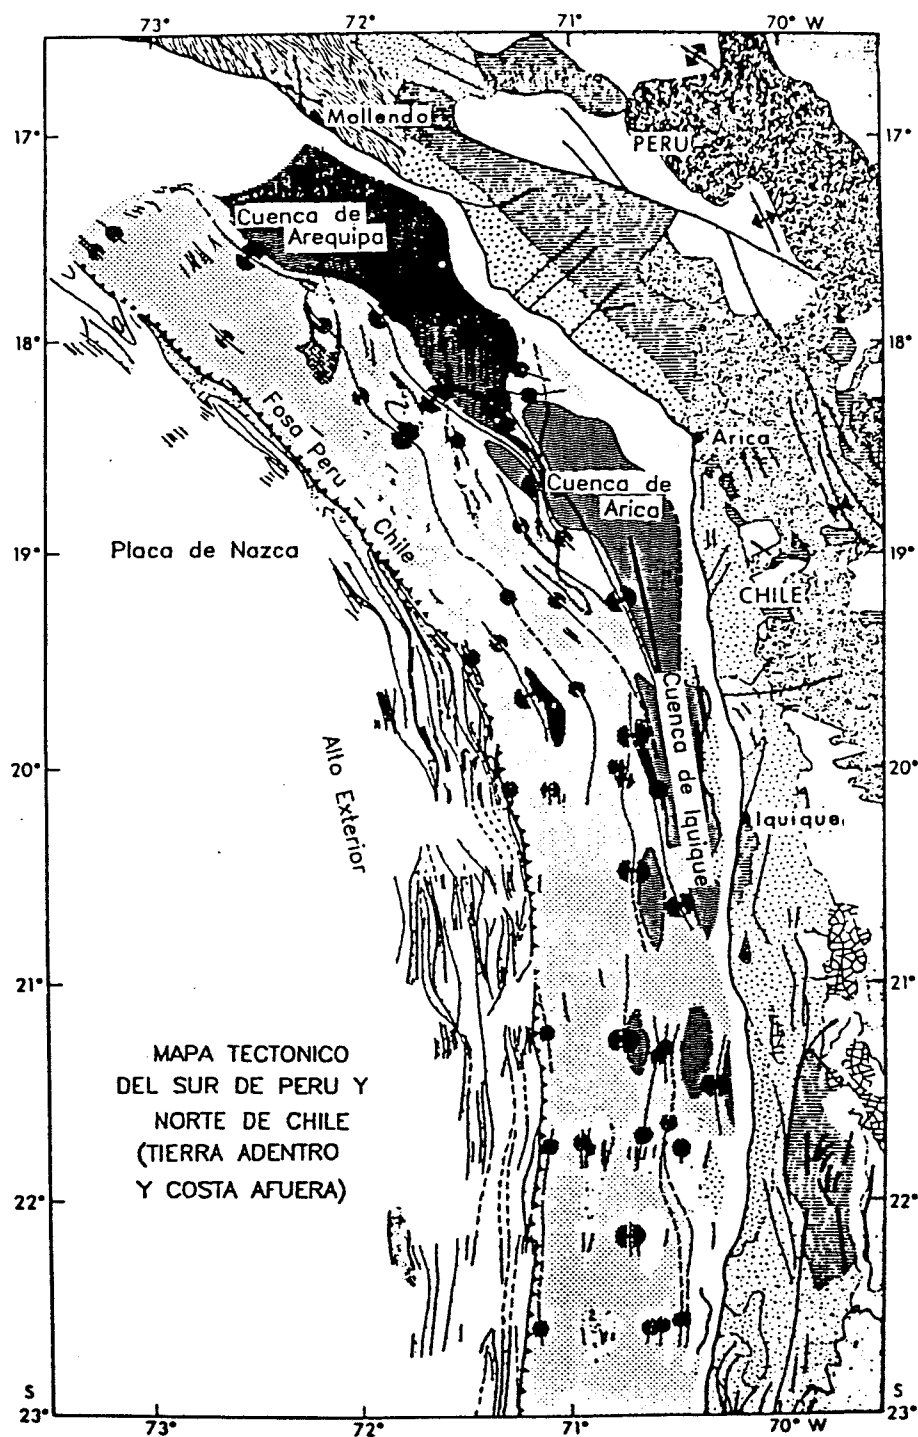 73°
71°
70° W
17°
Mollendo
17°
PERU
Cuenca de
Arequipa
18°
18°
Fosa Peru - Chile
Arica
Cuenca de
Arica
19°
Placa de Nazca
19°
CHILE
Cuenca de Iquique
20°
Alto Exterior
20°
Iquique
21°
21°
MAPA TECTONICO
DEL SUR DE PERU Y
NORTE DE CHILE
(TIERRA ADENTRO
Y COSTA AFUERA)
22°
22°
S
23°
S
23°
73°
72°
71°
70° W